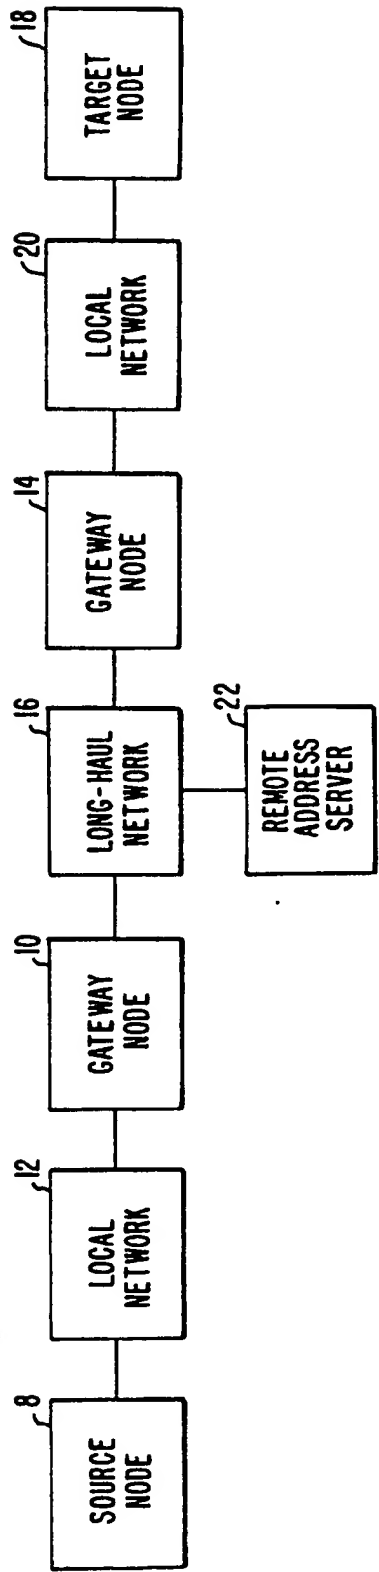 8
SOURCE
NODE
12
LOCAL
NETWORK
10
GATEWAY
NODE
16
LONG-HAUL
NETWORK
14
GATEWAY
NODE
20
LOCAL
NETWORK
18
TARGET
NODE
22
REMOTE
ADDRESS
SERVER